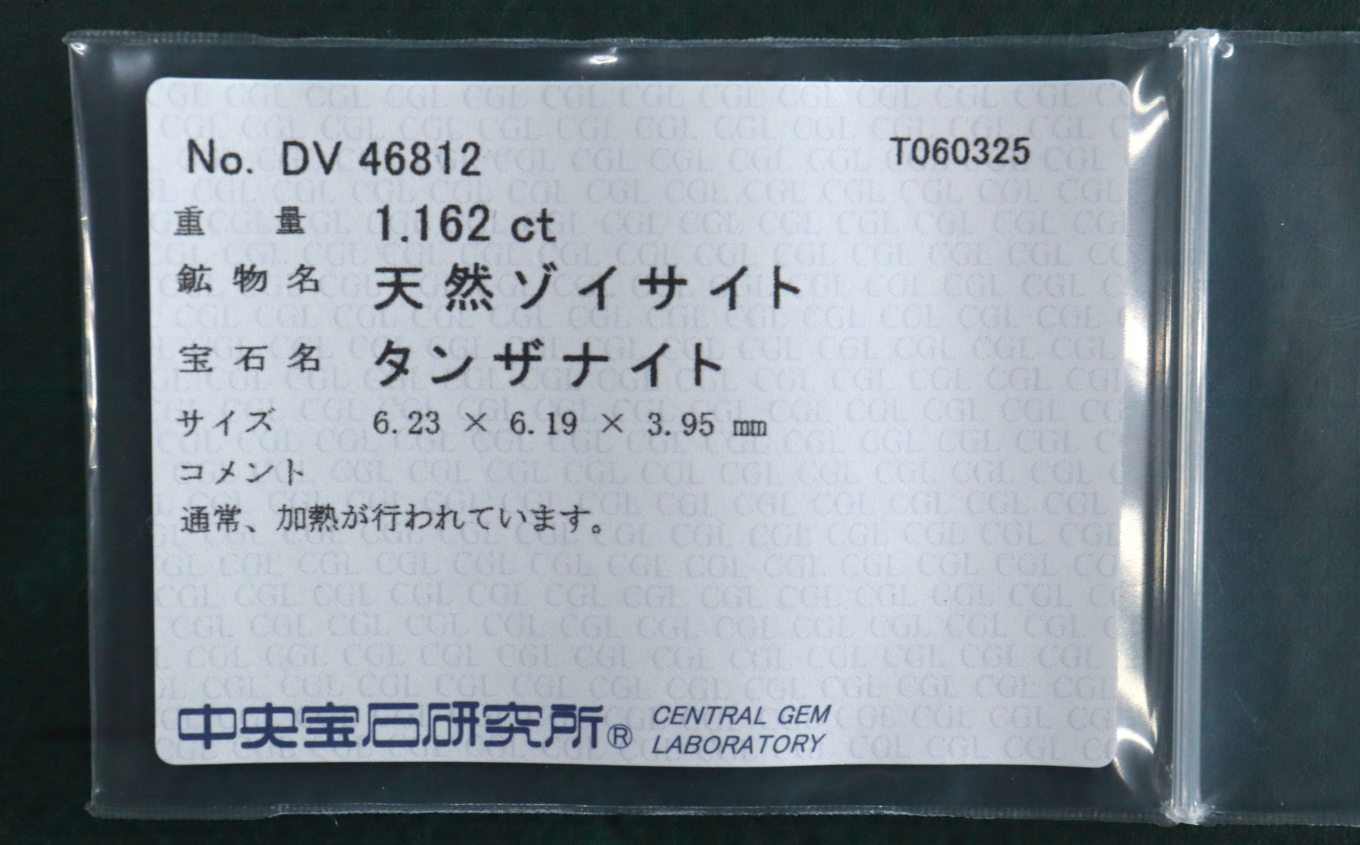 No. DV 46812 T060325
重量 1.162 ct
鉱物名 天然ゾイサイト
宝石名 タンザナイト
サイズ 6.23 × 6.19 × 3.95 ㎜
コメント
通常、加熱が行われています。
中央宝石研究所® CENTRAL GEM
LABORATORY